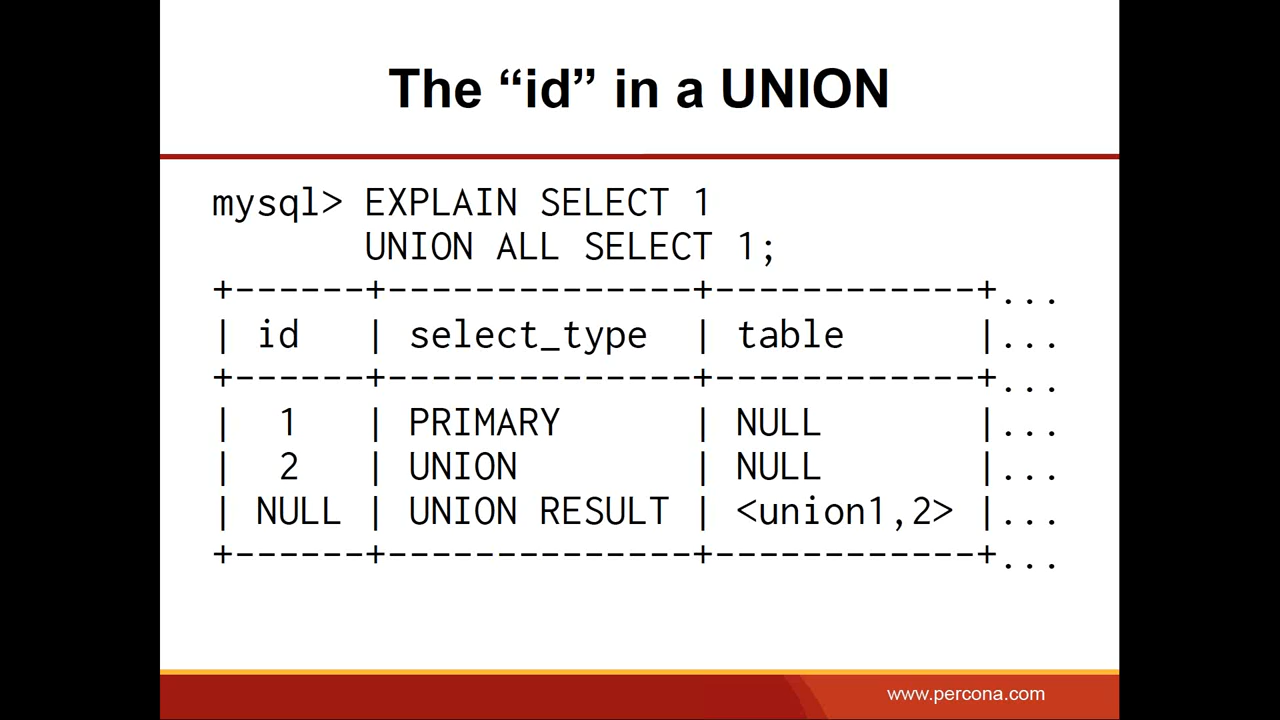 The “id” in a UNION
mysql> EXPLAIN SELECT 1
UNION ALL SELECT 1;
+------+--------------+------------+...
| id   | select_type  | table      |...
+------+--------------+------------+...
|  1   | PRIMARY      | NULL       |...
|  2   | UNION        | NULL       |...
| NULL | UNION RESULT | <union1,2> |...
+------+--------------+------------+...
www.percona.com